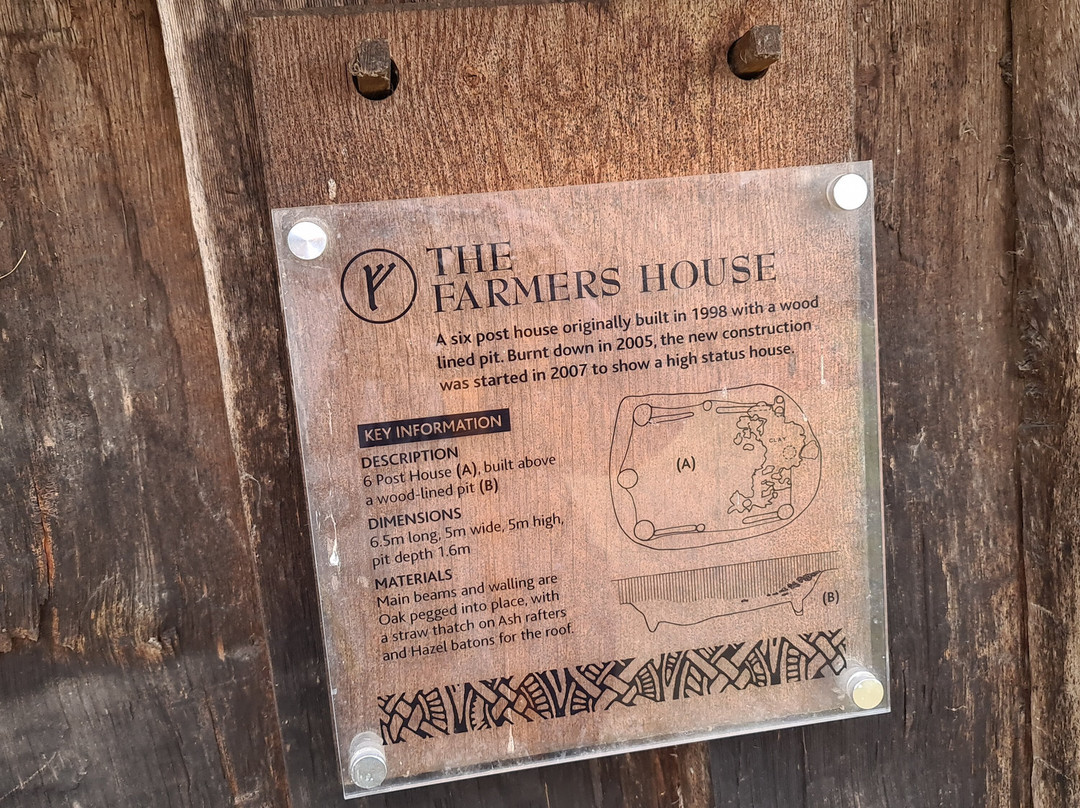 THE
FARMERS HOUSE
A six post house originally built in 1998 with a wood
lined pit. Burnt down in 2005, the new construction
was started in 2007 to show a high status house.
KEY INFORMATION
DESCRIPTION
6 Post House (A), built above
a wood-lined pit (B)
DIMENSIONS
6.5m long, 5m wide, 5m high,
pit depth 1.6m
MATERIALS
Main beams and walling are
Oak pegged into place, with
a straw thatch on Ash rafters
and Hazel batons for the roof.
(A)
CLAY
(B)